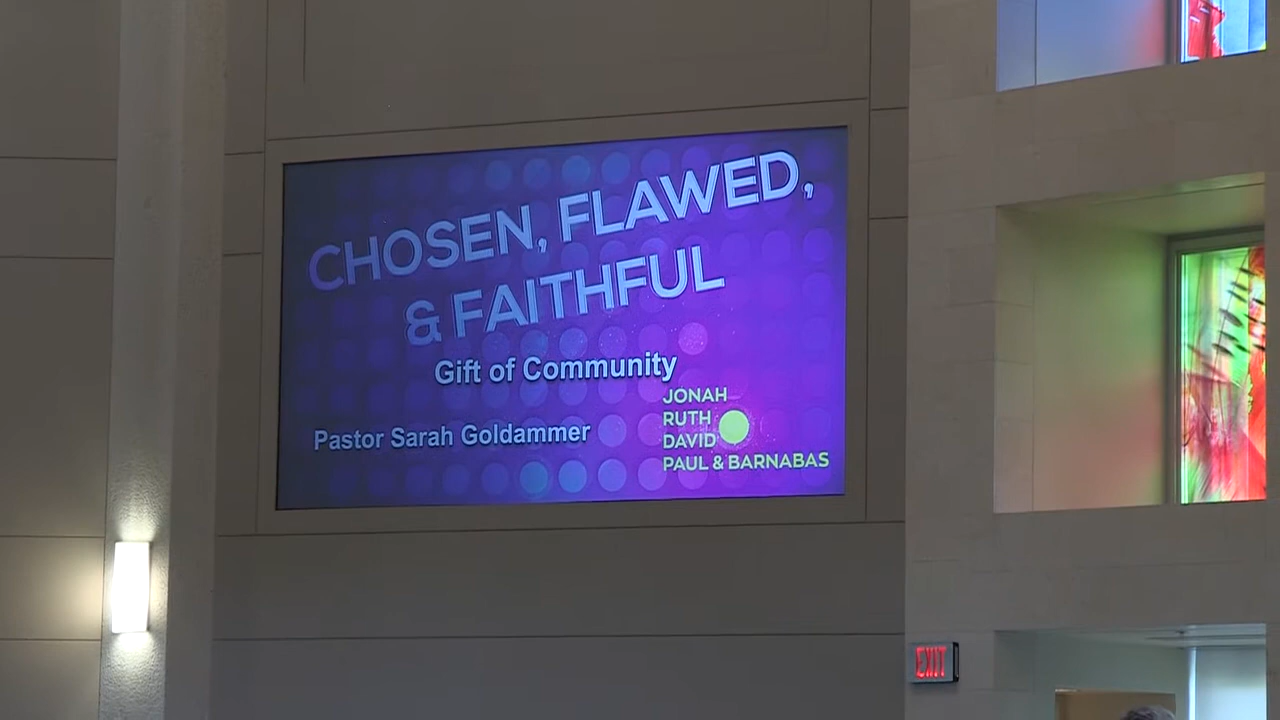 CHOSEN, FLAWED,
& FAITHFUL
Gift of Community
Pastor Sarah Goldammer
JONAH
RUTH
DAVID
PAUL & BARNABAS
EXIT